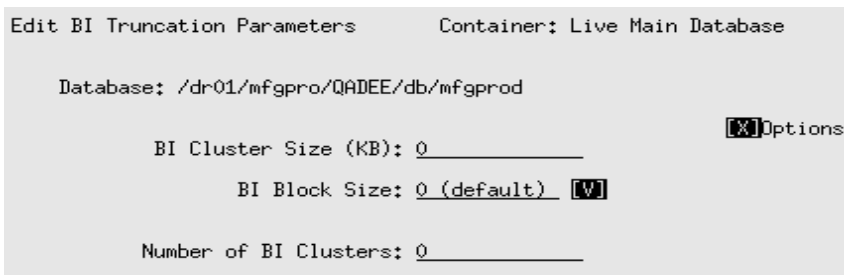 Edit BI Truncation Parameters Container: Live Main Database
Database: /dr01/mfgpro/QADEE/db/mfgprod
[X]Options
BI Cluster Size (KB): 0
BI Block Size: 0 (default) [V]
Number of BI Clusters: 0